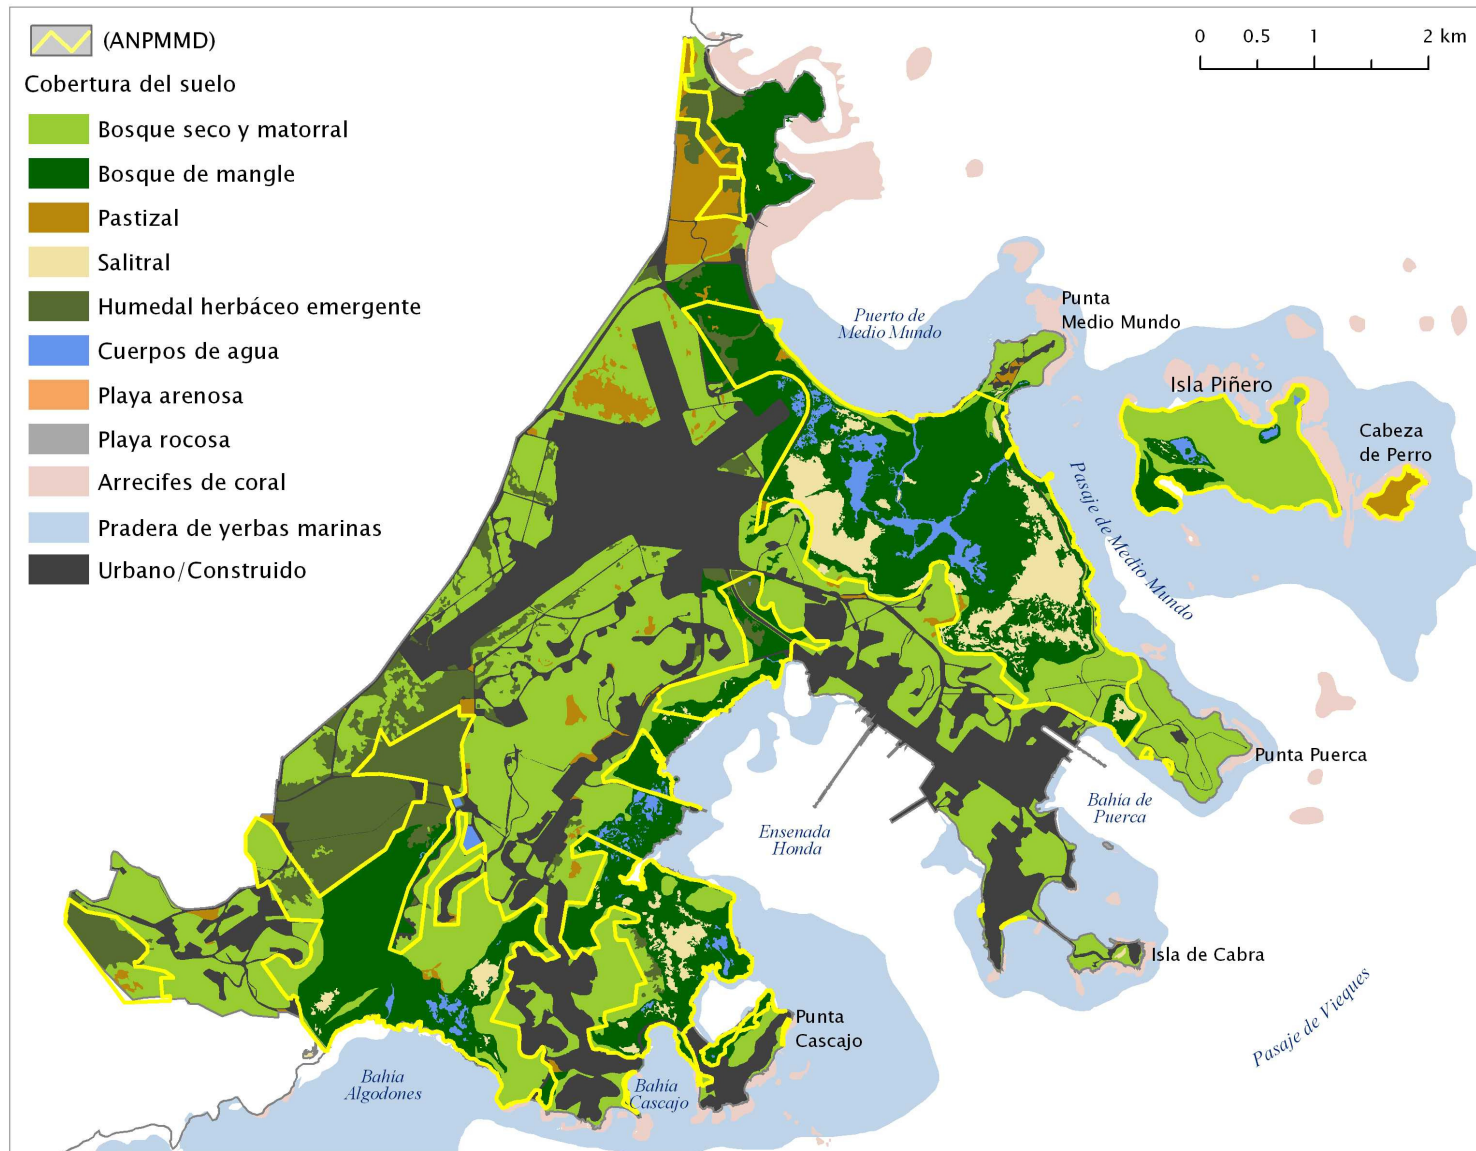 (ANPMMD)
Cobertura del suelo
Bosque seco y matorral
Bosque de mangle
Pastizal
Salitral
Humedal herbáceo emergente
Cuerpos de agua
Playa arenosa
Playa rocosa
Arrecifes de coral
Pradera de yerbas marinas
Urbano/Construido
0 0.5 1 2 km
Puerto de
Medio Mundo
Punta
Medio Mundo
Isla Piñero
Cabeza
de Perro
Pasaje de Medio Mundo
Punta Puerca
Bahía de
Puerca
Ensenada
Honda
Isla de Cabra
Pasaje de Vieques
Punta
Cascajo
Bahía
Algodones
Bahía
Cascajo